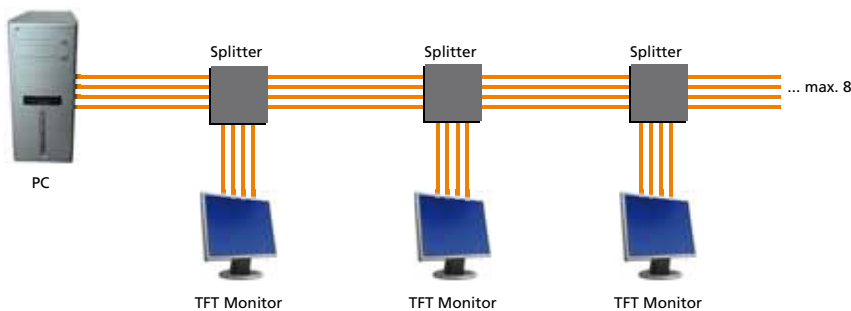 Splitter
Splitter
Splitter
... max. 8
PC
TFT Monitor
TFT Monitor
TFT Monitor